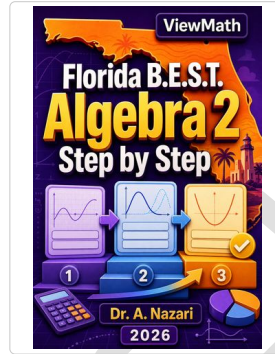 ViewMath
Florida B.E.S.T.
Algebra 2
Step by Step
1
2
3
Dr. A. Nazari
2026